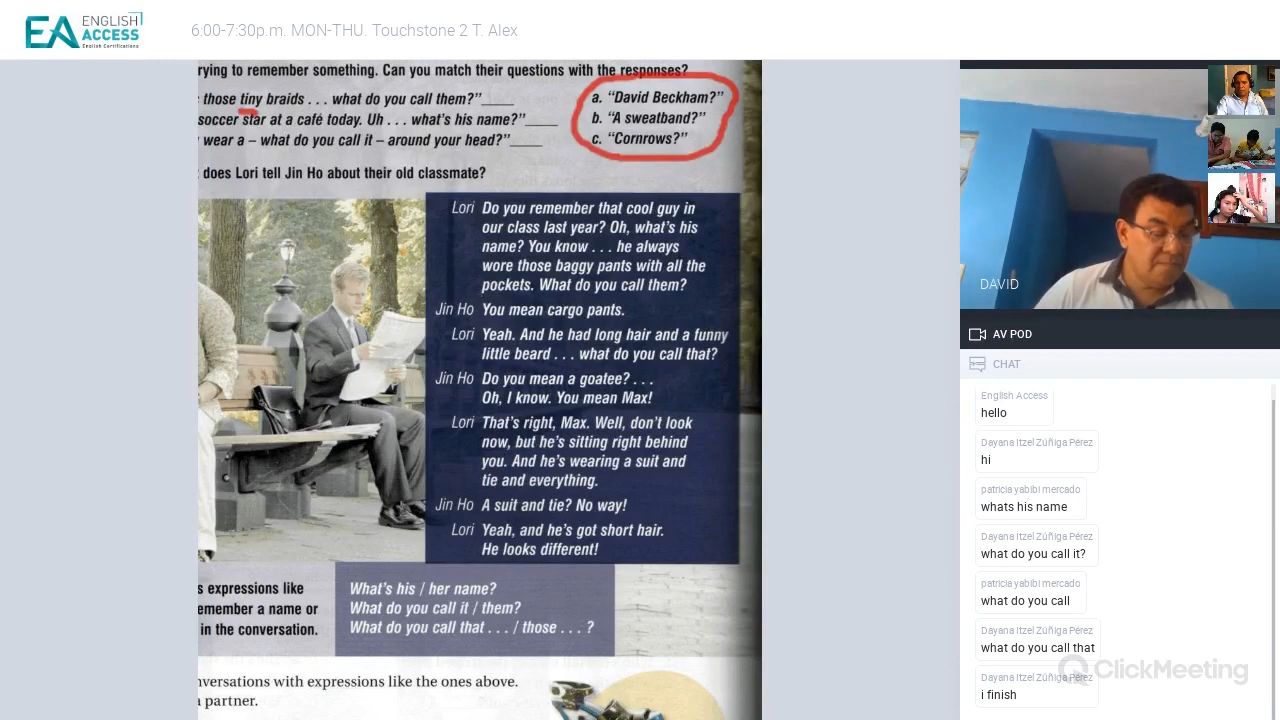 EA ENGLISH ACCESS
English Certifications
6:00-7:30p.m. MON-THU. Touchstone 2 T. Alex
rying to remember something. Can you match their questions with the responses?
those tiny braids . . . what do you call them?"____
soccer star at a café today. Uh . . . what's his name?"____
wear a – what do you call it – around your head?"____
a. "David Beckham?"
b. "A sweatband?"
c. "Cornrows?"
does Lori tell Jin Ho about their old classmate?
Lori Do you remember that cool guy in
our class last year? Oh, what's his
name? You know . . . he always
wore those baggy pants with all the
pockets. What do you call them?
Jin Ho You mean cargo pants.
Lori Yeah. And he had long hair and a funny
little beard . . . what do you call that?
Jin Ho Do you mean a goatee? . . .
Oh, I know. You mean Max!
Lori That's right, Max. Well, don't look
now, but he's sitting right behind
you. And he's wearing a suit and
tie and everything.
Jin Ho A suit and tie? No way!
Lori Yeah, and he's got short hair.
He looks different!
s expressions like
emember a name or
in the conversation.
What's his / her name?
What do you call it / them?
What do you call that . . . / those . . . ?
nversations with expressions like the ones above.
a partner.
DAVID
AV POD
CHAT
English Access
hello
Dayana Itzel Zúñiga Pérez
hi
patricia yabibi mercado
whats his name
Dayana Itzel Zúñiga Pérez
what do you call it?
patricia yabibi mercado
what do you call
Dayana Itzel Zúñiga Pérez
what do you call that
Dayana Itzel Zúñiga Pérez
i finish
ClickMeeting